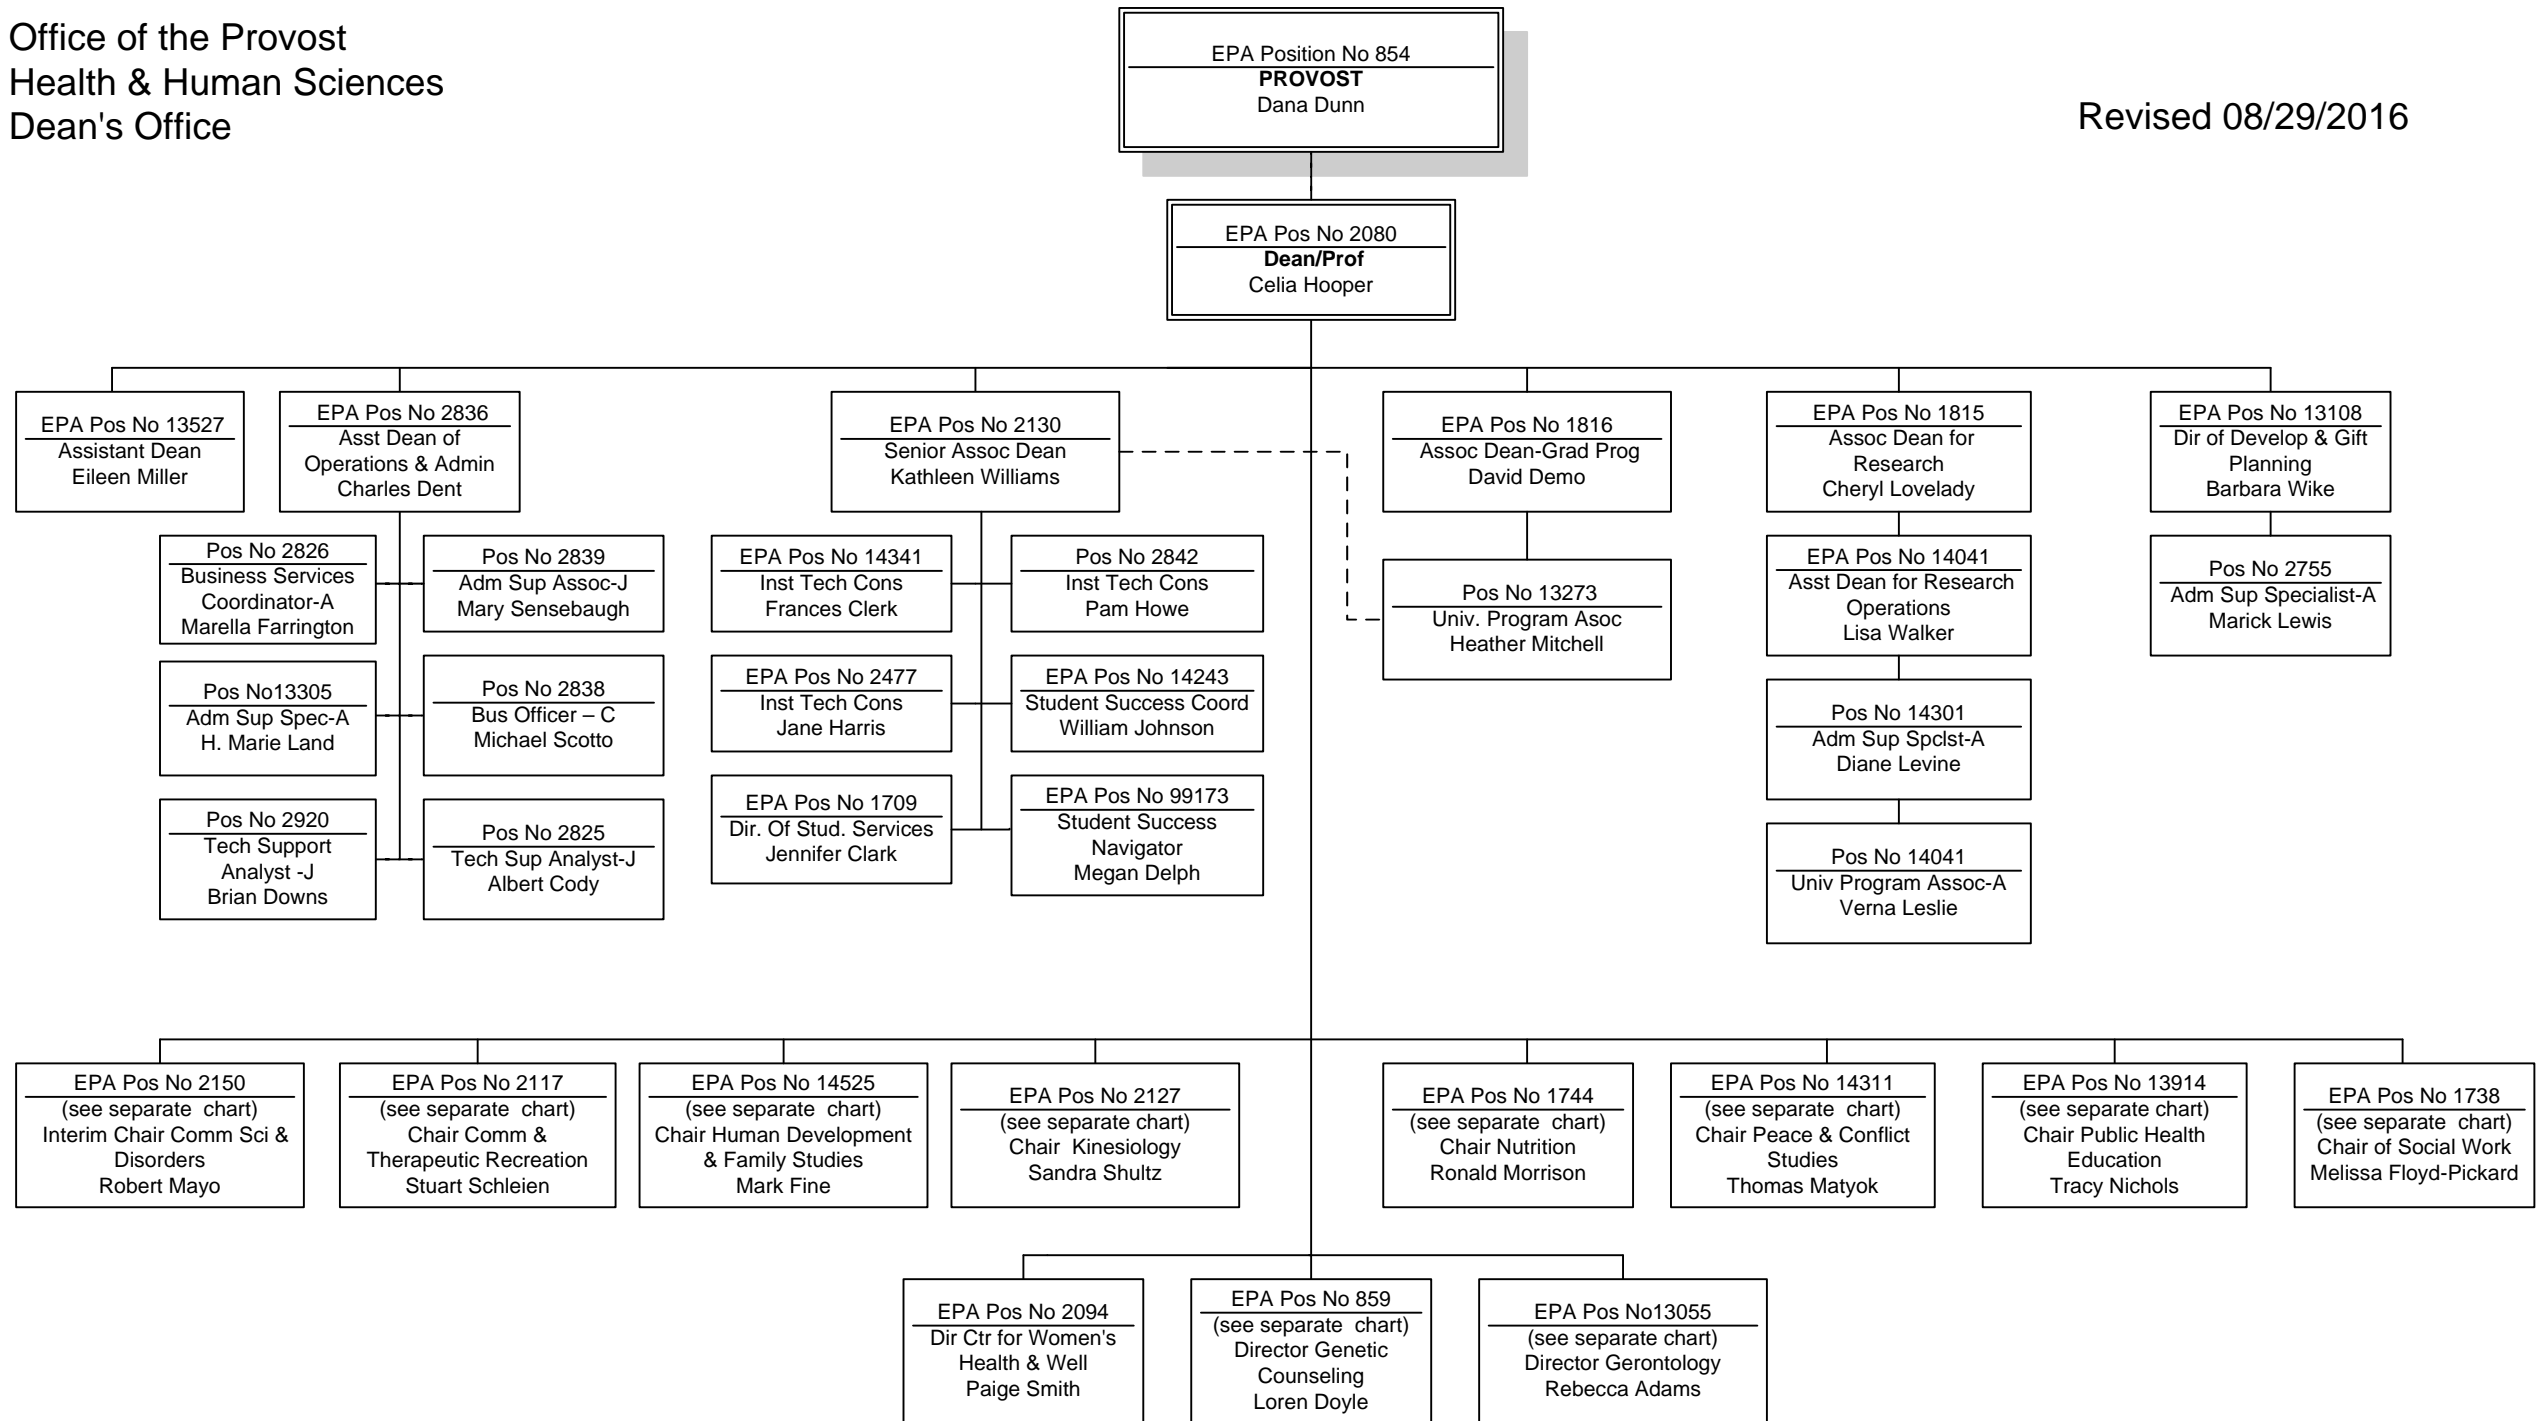 Office of the Provost
Health & Human Sciences
Dean's Office
EPA Position No 854
PROVOST
Dana Dunn
Revised 08/29/2016
EPA Pos No 2080
Dean/Prof
Celia Hooper
EPA Pos No 13527
Assistant Dean
Eileen Miller
EPA Pos No 2836
Asst Dean of
Operations & Admin
Charles Dent
EPA Pos No 2130
Senior Assoc Dean
Kathleen Williams
EPA Pos No 1816
Assoc Dean-Grad Prog
David Demo
EPA Pos No 1815
Assoc Dean for
Research
Cheryl Lovelady
EPA Pos No 13108
Dir of Develop & Gift
Planning
Barbara Wike
Pos No 2826
Business Services
Coordinator-A
Marella Farrington
Pos No 2839
Adm Sup Assoc-J
Mary Sensebaugh
EPA Pos No 14341
Inst Tech Cons
Frances Clerk
Pos No 2842
Inst Tech Cons
Pam Howe
Pos No 13273
Univ. Program Asoc
Heather Mitchell
EPA Pos No 14041
Asst Dean for Research
Operations
Lisa Walker
Pos No 2755
Adm Sup Specialist-A
Marick Lewis
Pos No13305
Adm Sup Spec-A
H. Marie Land
Pos No 2838
Bus Officer – C
Michael Scotto
EPA Pos No 2477
Inst Tech Cons
Jane Harris
EPA Pos No 14243
Student Success Coord
William Johnson
Pos No 14301
Adm Sup Spclst-A
Diane Levine
Pos No 2920
Tech Support
Analyst -J
Brian Downs
Pos No 2825
Tech Sup Analyst-J
Albert Cody
EPA Pos No 1709
Dir. Of Stud. Services
Jennifer Clark
EPA Pos No 99173
Student Success
Navigator
Megan Delph
Pos No 14041
Univ Program Assoc-A
Verna Leslie
EPA Pos No 2150
(see separate  chart)
Interim Chair Comm Sci &
Disorders
Robert Mayo
EPA Pos No 2117
(see separate  chart)
Chair Comm &
Therapeutic Recreation
Stuart Schleien
EPA Pos No 14525
(see separate  chart)
Chair Human Development
& Family Studies
Mark Fine
EPA Pos No 2127
(see separate  chart)
Chair  Kinesiology
Sandra Shultz
EPA Pos No 1744
(see separate  chart)
Chair Nutrition
Ronald Morrison
EPA Pos No 14311
(see separate  chart)
Chair Peace & Conflict
Studies
Thomas Matyok
EPA Pos No 13914
(see separate chart)
Chair Public Health
Education
Tracy Nichols
EPA Pos No 1738
(see separate  chart)
Chair of Social Work
Melissa Floyd-Pickard
EPA Pos No 2094
Dir Ctr for Women's
Health & Well
Paige Smith
EPA Pos No 859
(see separate  chart)
Director Genetic
Counseling
Loren Doyle
EPA Pos No13055
(see separate chart)
Director Gerontology
Rebecca Adams